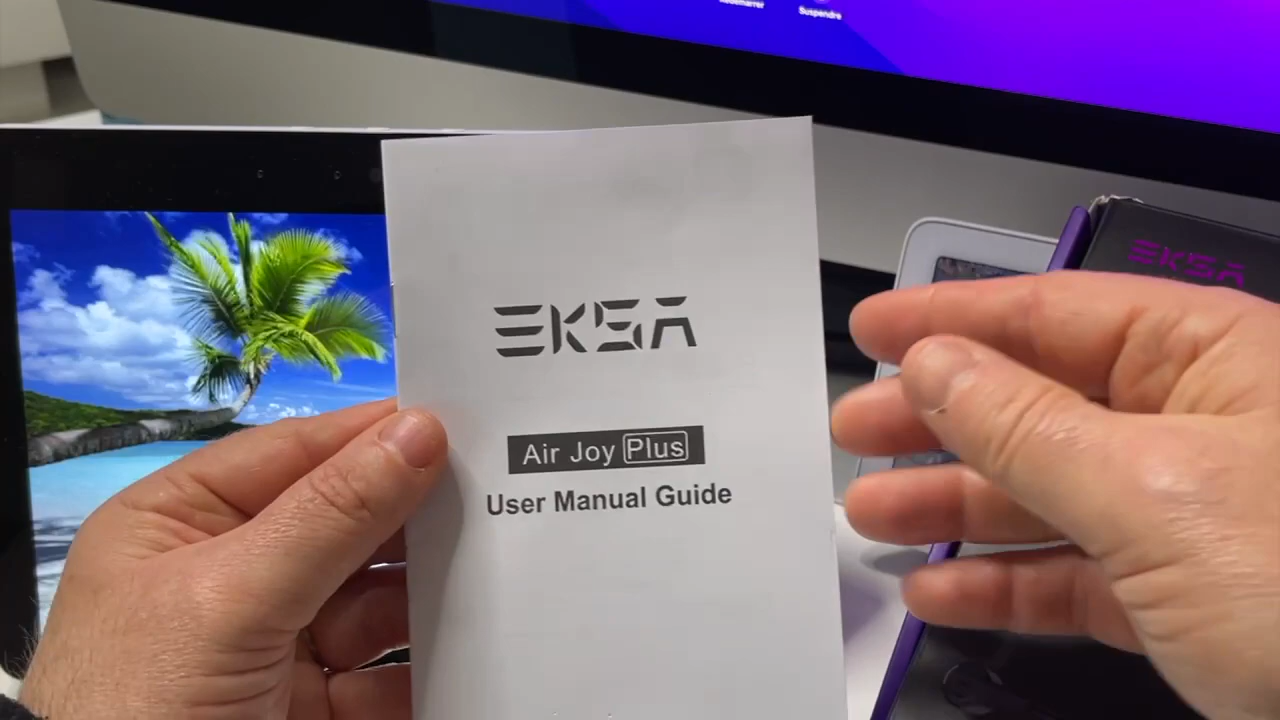 Suspendre
EKSA
EKSA
Air Joy Plus
User Manual Guide